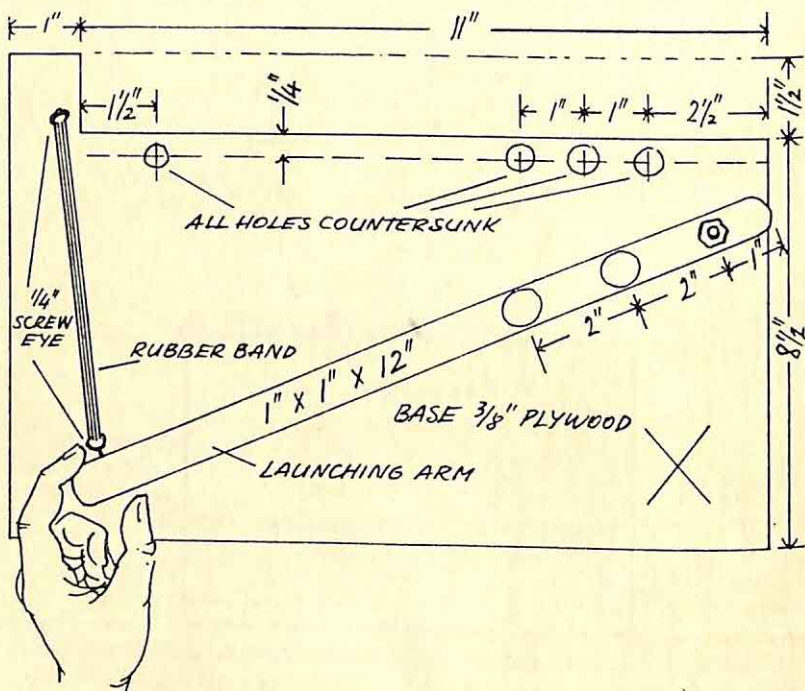 1"
11"
1½"
¼"
1"
1"
2½"
1½"
ALL HOLES COUNTERSUNK
¼"
SCREW
EYE
RUBBER BAND
2"
2"
1"
8½"
1" X 1" X 12"
BASE ⅜" PLYWOOD
LAUNCHING ARM